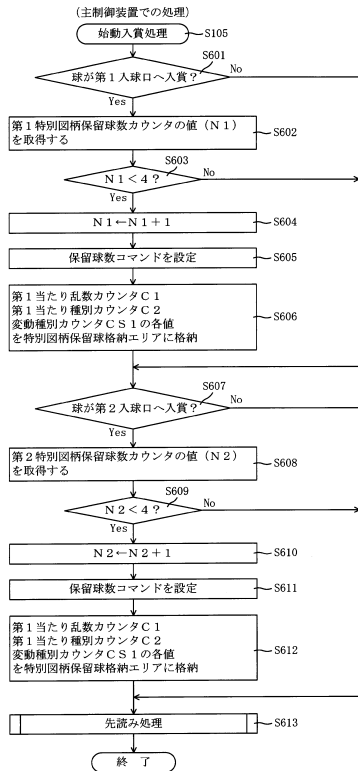 (主制御装置での処理)
始動入賞処理
S105
S601
球が第1入球口へ入賞?
No
Yes
第1特別図柄保留球数カウンタの値(N1)
を取得する
S602
S603
N1<4?
No
Yes
N1←N1+1
S604
保留球数コマンドを設定
S605
第1当たり乱数カウンタC1
第1当たり種別カウンタC2
変動種別カウンタCS1の各値
を特別図柄保留球格納エリアに格納
S606
S607
球が第2入球口へ入賞?
No
Yes
第2特別図柄保留球数カウンタの値(N2)
を取得する
S608
S609
N2<4?
No
Yes
N2←N2+1
S610
保留球数コマンドを設定
S611
第1当たり乱数カウンタC1
第1当たり種別カウンタC2
変動種別カウンタCS1の各値
を特別図柄保留球格納エリアに格納
S612
先読み処理
S613
終 了